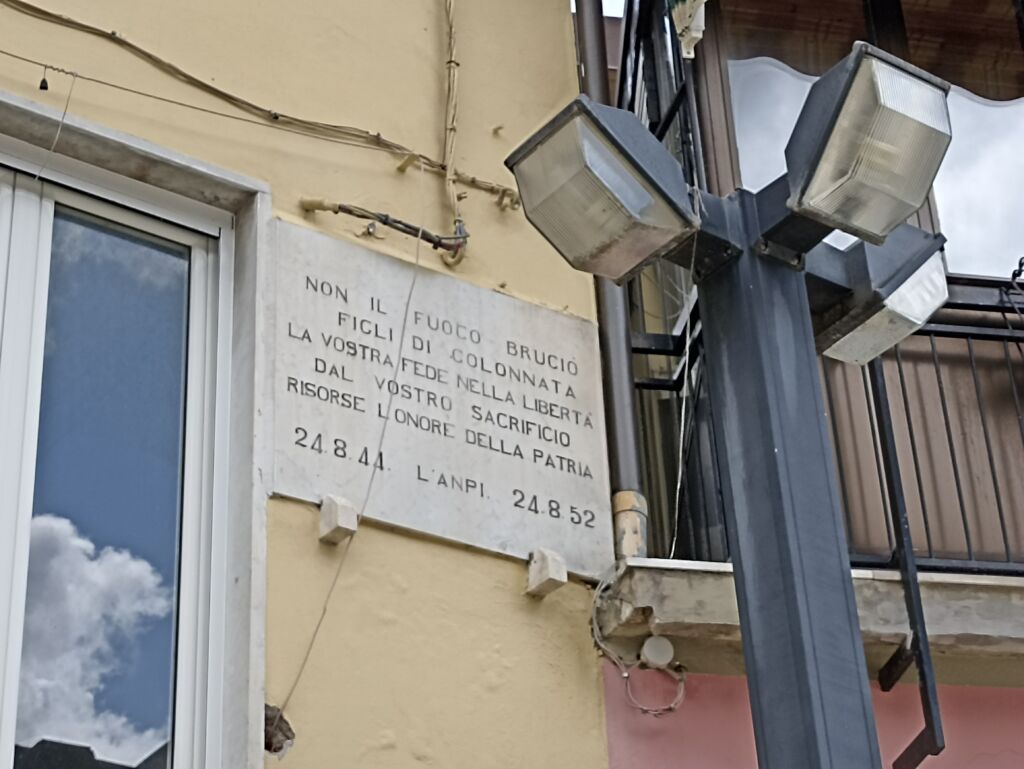 NON IL FUOCO BRUCIÒ
FIGLI DI COLONNATA
LA VOSTRA FEDE NELLA LIBERTÀ
DAL VOSTRO SACRIFICIO
RISORSE L'ONORE DELLA PATRIA
24.8.44. L'ANPI. 24.8.52